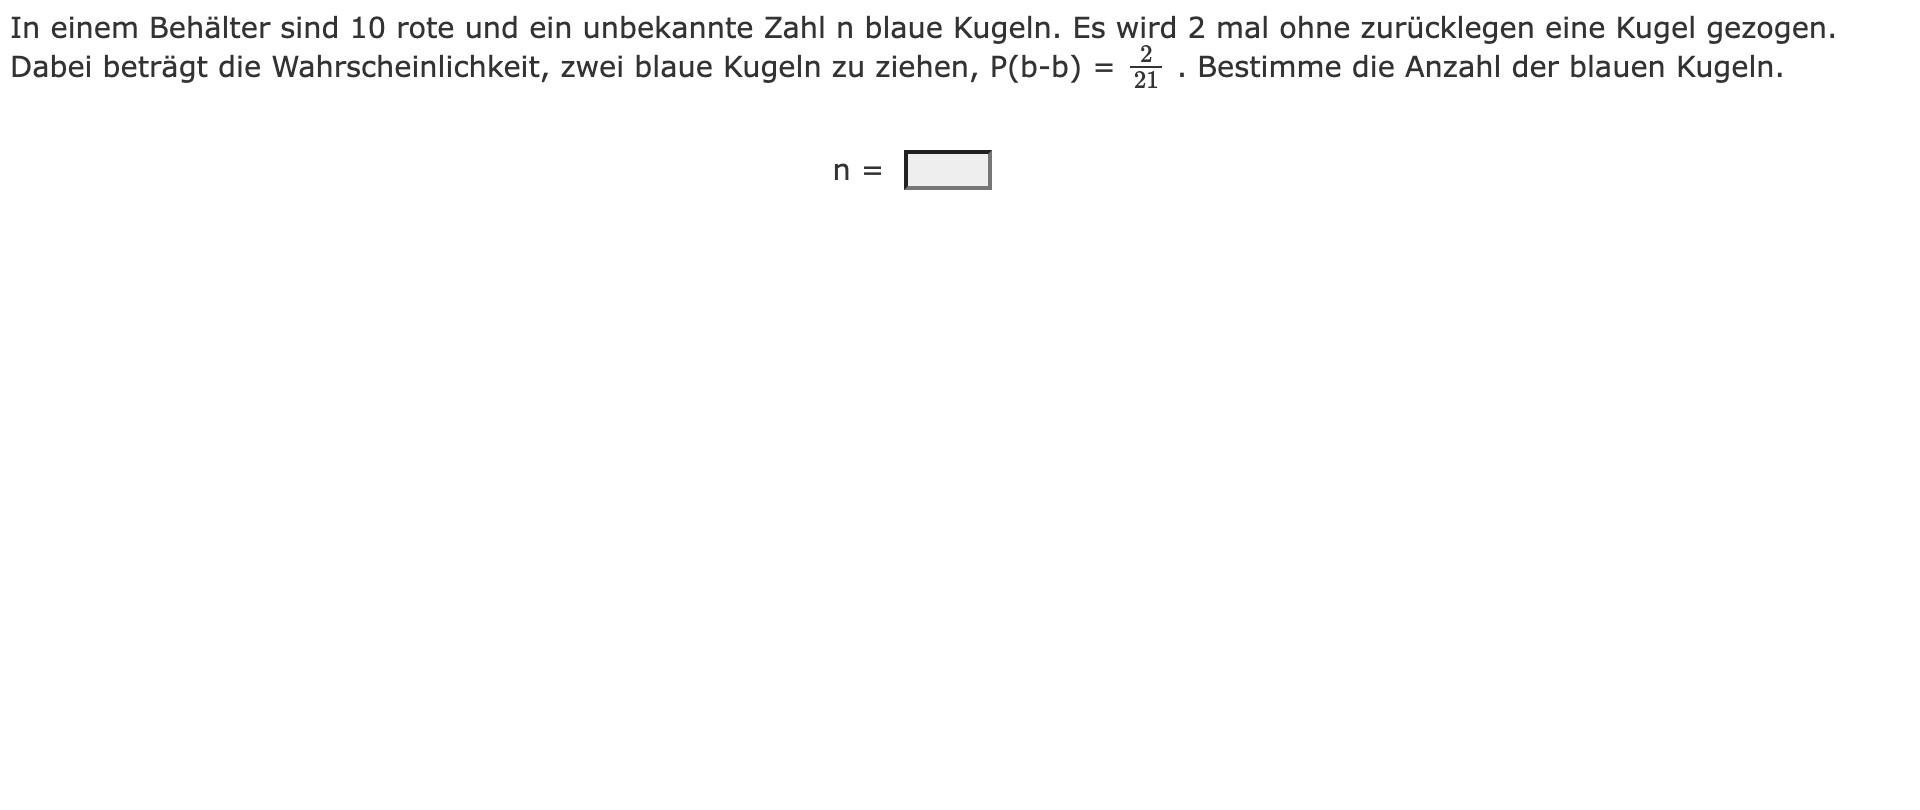 In einem Behälter sind 10 rote und ein unbekannte Zahl n blaue Kugeln. Es wird 2 mal ohne zurücklegen eine Kugel gezogen.
Dabei beträgt die Wahrscheinlichkeit, zwei blaue Kugeln zu ziehen, P(b-b) = 2/21 . Bestimme die Anzahl der blauen Kugeln.
n =